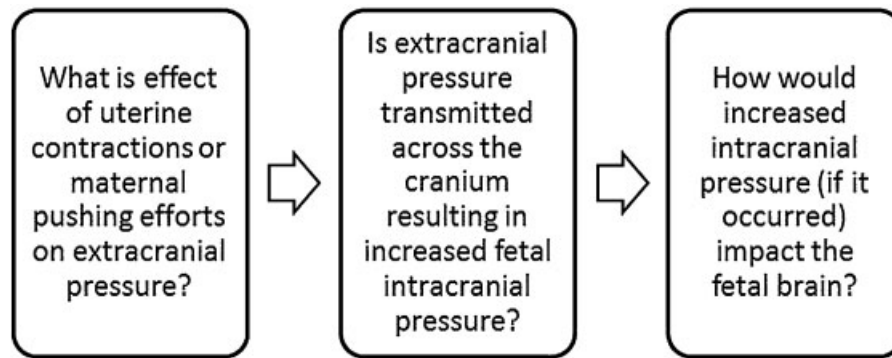 What is effect
of uterine
contractions or
maternal
pushing efforts
on extracranial
pressure?
Is extracranial
pressure
transmitted
across the
cranium
resulting in
increased fetal
intracranial
pressure?
How would
increased
intracranial
pressure (if it
occurred)
impact the
fetal brain?